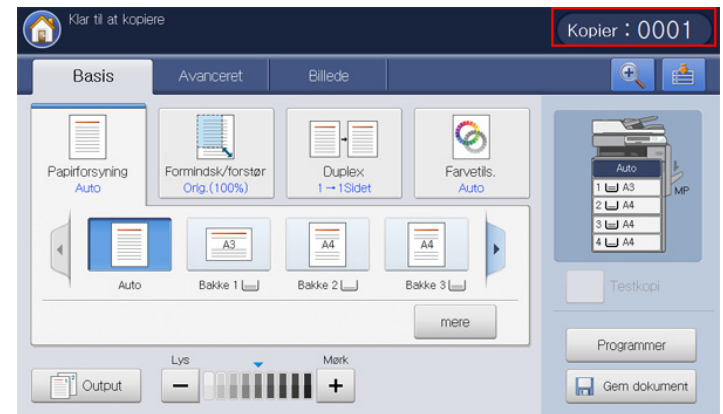 Klar til at kopiere
Kopier : 0001
Basis
Avanceret
Billede
Papirforsyning
Auto
Formindsk/forstør
Orig.(100%)
Duplex
1→1Sidet
Farvetils.
Auto
A3
A4
A4
Auto
Bakke 1
Bakke 2
Bakke 3
mere
Lys
Mørk
Output
Auto
1 A3
2 A4
3 A4
4 A4
MP
Testkopi
Programmer
Gem dokument